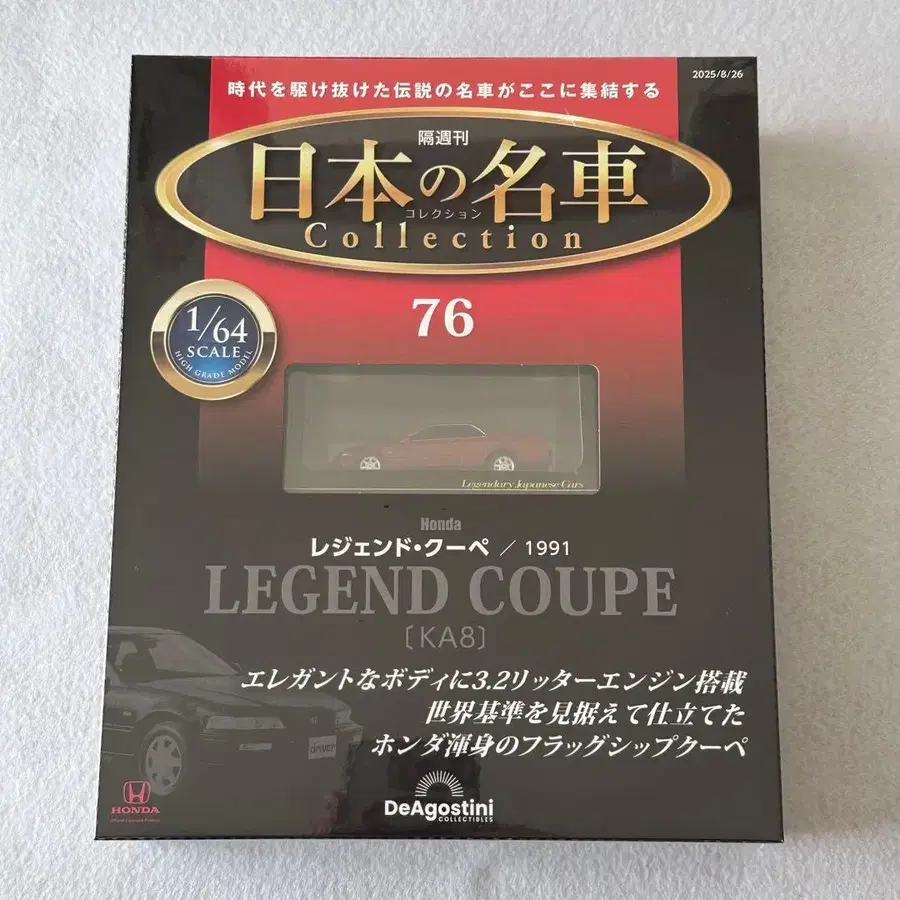 2025/8/26
時代を駆け抜けた伝説の名車がここに集結する
隔週刊
日本の名車
コレクション
Collection
76
1/64
SCALE
HIGH GRADE MODEL
Legendary Japanese Cars
Honda
レジェンド・クーペ / 1991
LEGEND COUPE
〔KA8〕
エレガントなボディに3.2リッターエンジン搭載
世界基準を見据えて仕立てた
ホンダ渾身のフラッグシップクーペ
driver
HONDA
Official Licensed Product
DeAgostini
COLLECTIBLES